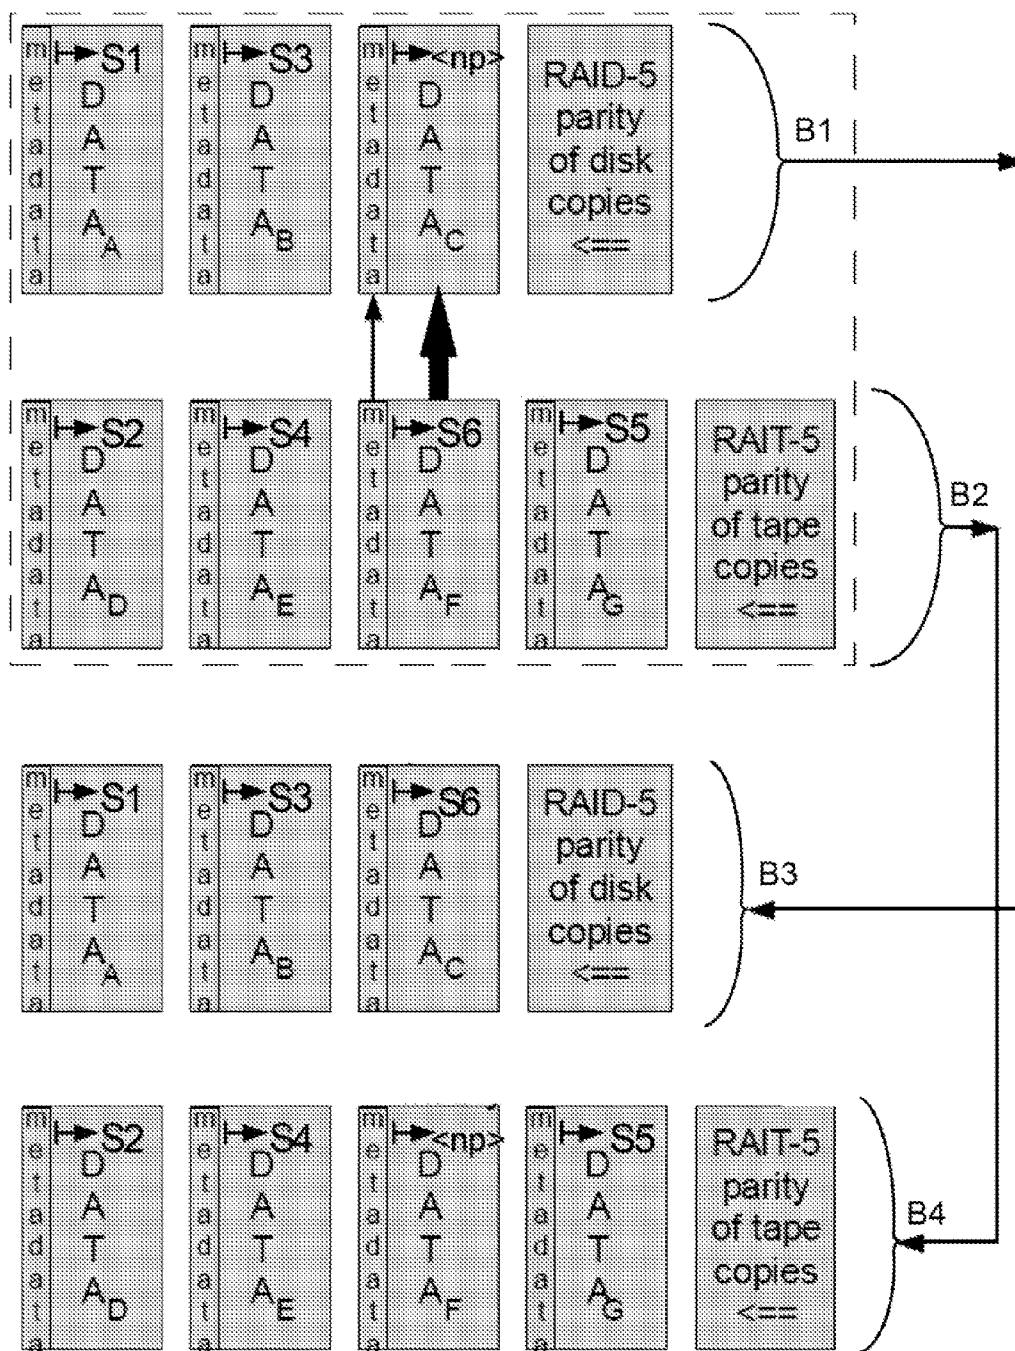 metadata S1 DATA A
metadata S3 DATA B
metadata <np> DATA C
RAID-5
parity
of disk
copies
<==
B1
metadata S2 DATA D
metadata S4 DATA E
metadata S6 DATA F
metadata S5 DATA G
RAIT-5
parity
of tape
copies
<==
B2
metadata S1 DATA A
metadata S3 DATA B
metadata S6 DATA C
RAID-5
parity
of disk
copies
<==
B3
metadata S2 DATA D
metadata S4 DATA E
metadata <np> DATA F
metadata S5 DATA G
RAIT-5
parity
of tape
copies
<==
B4